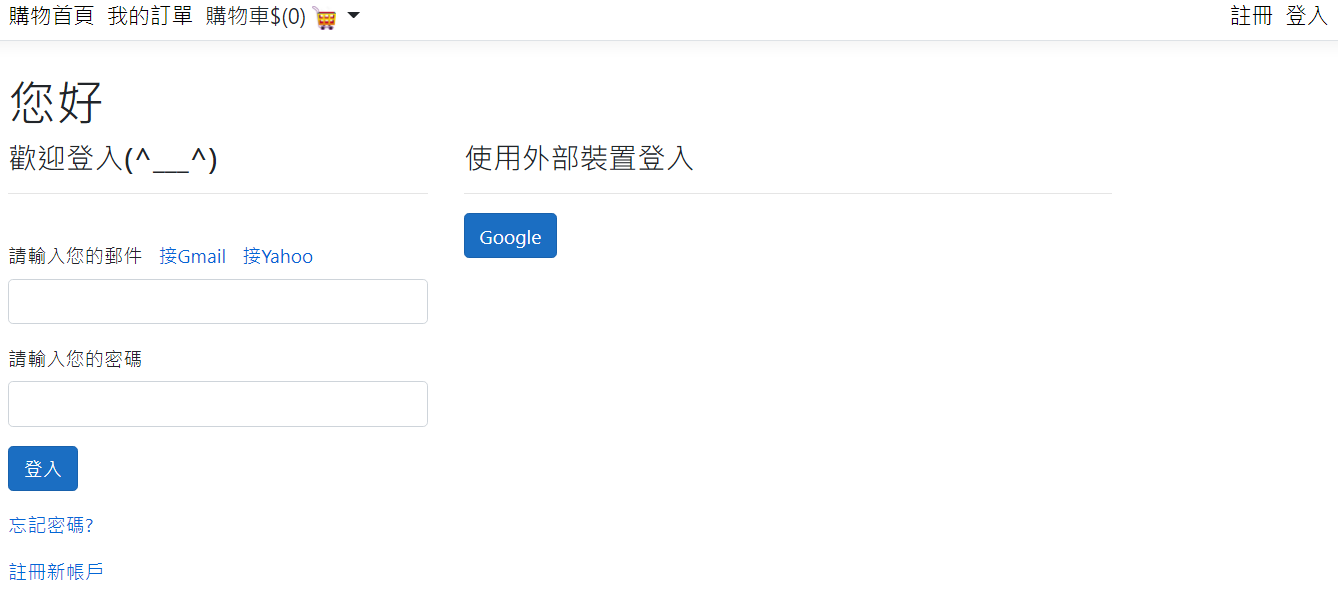 購物首頁 我的訂單 購物車$(0) 註冊 登入
您好
歡迎登入(^___^)
使用外部裝置登入
Google
請輸入您的郵件 接Gmail 接Yahoo
請輸入您的密碼
登入
忘記密碼?
註冊新帳戶